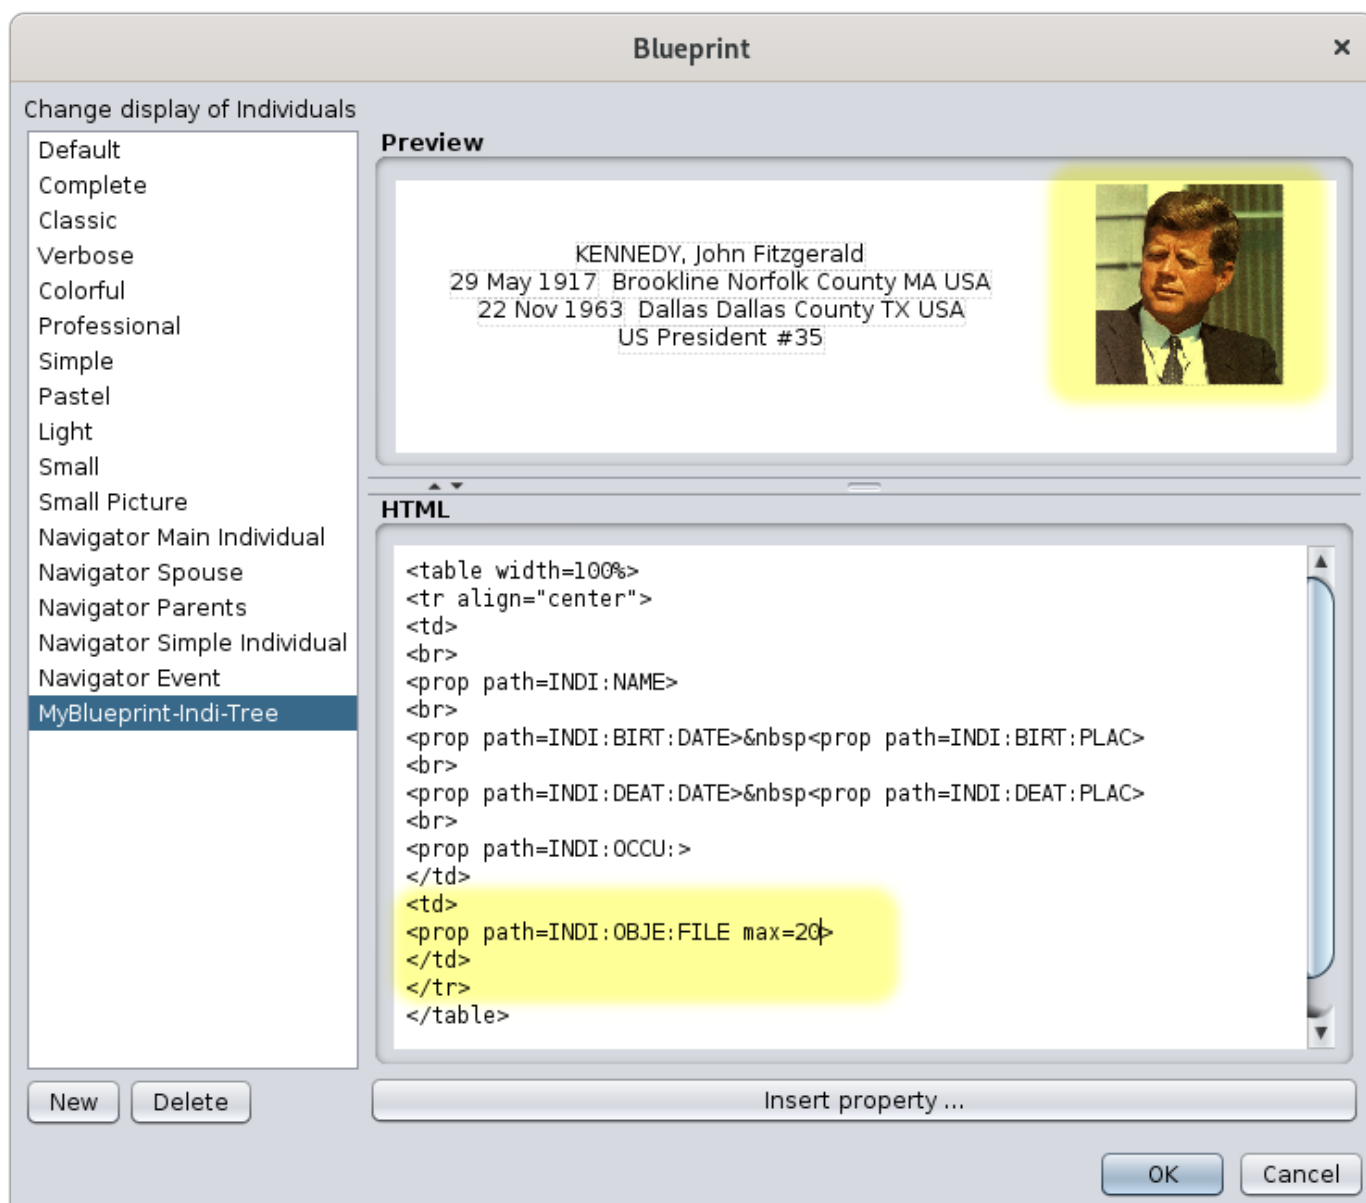 Blueprint
×
Change display of Individuals
Default
Complete
Classic
Verbose
Colorful
Professional
Simple
Pastel
Light
Small
Small Picture
Navigator Main Individual
Navigator Spouse
Navigator Parents
Navigator Simple Individual
Navigator Event
MyBlueprint-Indi-Tree
New
Delete
Preview
KENNEDY, John Fitzgerald
29 May 1917 Brookline Norfolk County MA USA
22 Nov 1963 Dallas Dallas County TX USA
US President #35
HTML
<table width=100%>
<tr align="center">
<td>
<br>
<prop path=INDI:NAME>
<br>
<prop path=INDI:BIRT:DATE>&nbsp<prop path=INDI:BIRT:PLAC>
<br>
<prop path=INDI:DEAT:DATE>&nbsp<prop path=INDI:DEAT:PLAC>
<br>
<prop path=INDI:OCCU:>
</td>
<td>
<prop path=INDI:OBJE:FILE max=20>
</td>
</tr>
</table>
Insert property ...
OK
Cancel